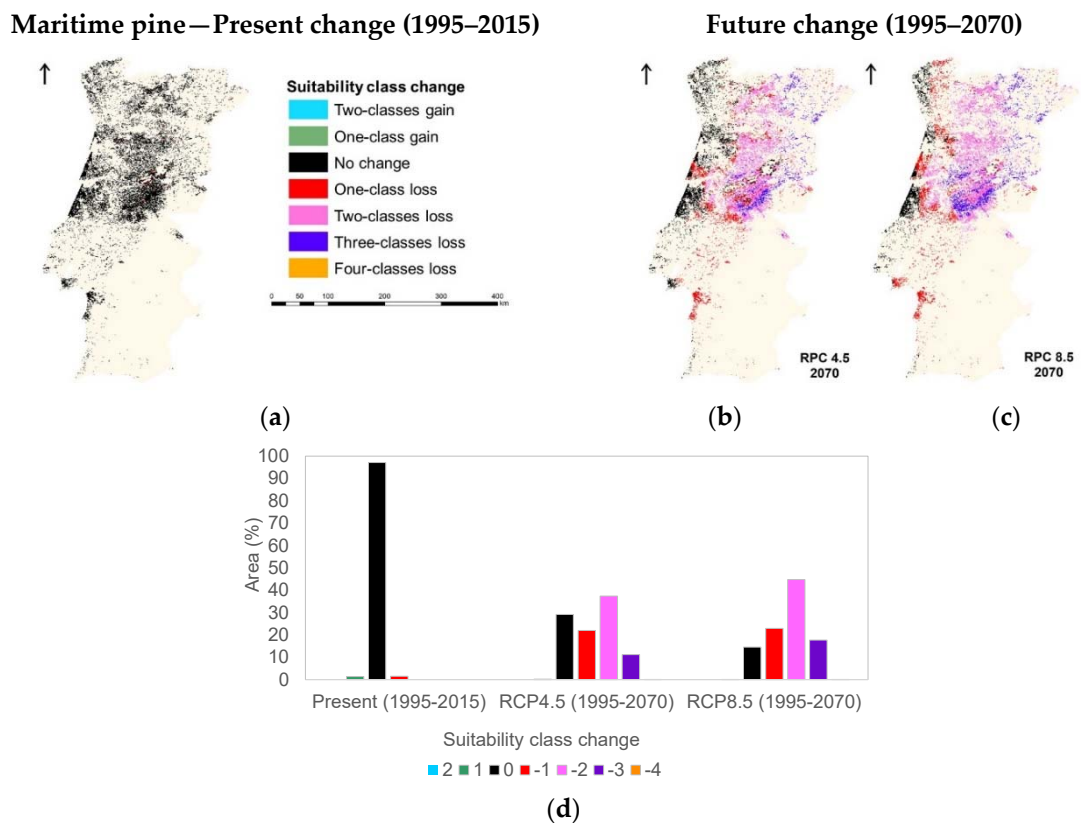 Maritime pine—Present change (1995–2015)
Future change (1995–2070)
Suitability class change
Two-classes gain
One-class gain
No change
One-class loss
Two-classes loss
Three-classes loss
Four-classes loss
0 50 100 200 300 400
km
RPC 4.5
2070
RPC 8.5
2070
(a)
(b)
(c)
100
90
80
70
60
50
40
30
20
10
0
Area (%)
Present (1995-2015)
RCP4.5 (1995-2070)
RCP8.5 (1995-2070)
Suitability class change
2 1 0 -1 -2 -3 -4
(d)